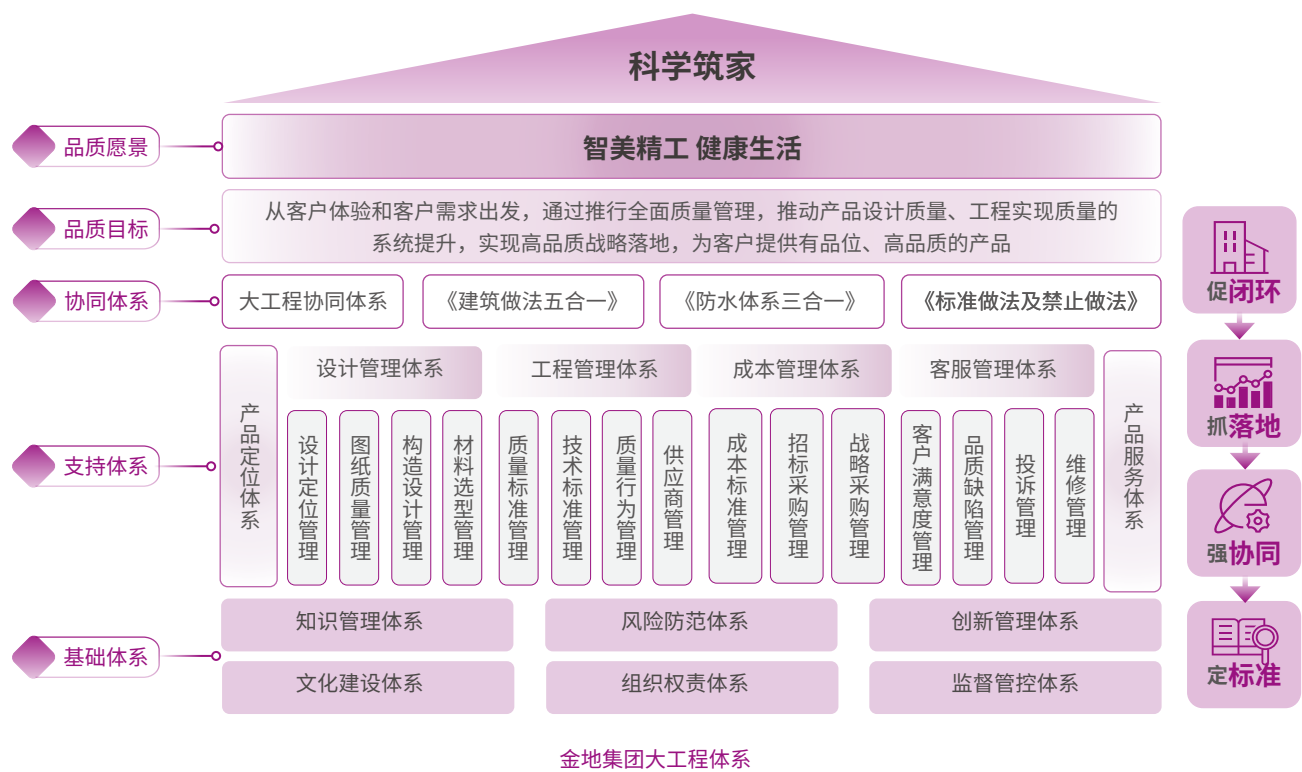 科学筑家
品质愿景
智美精工 健康生活
品质目标
从客户体验和客户需求出发，通过推行全面质量管理，推动产品设计质量、工程实现质量的
系统提升，实现高品质战略落地，为客户提供有品位、高品质的产品
协同体系
大工程协同体系
《建筑做法五合一》
《防水体系三合一》
《标准做法及禁止做法》
支持体系
产品定位体系
设计管理体系
设计定位管理
图纸质量管理
构造设计管理
材料选型管理
工程管理体系
质量标准管理
技术标准管理
质量行为管理
供应商管理
成本管理体系
成本标准管理
招标采购管理
战略采购管理
客服管理体系
客户满意度管理
品质缺陷管理
投诉管理
维修管理
产品服务体系
基础体系
知识管理体系
风险防范体系
创新管理体系
文化建设体系
组织权责体系
监督管控体系
促闭环
抓落地
强协同
定标准
金地集团大工程体系